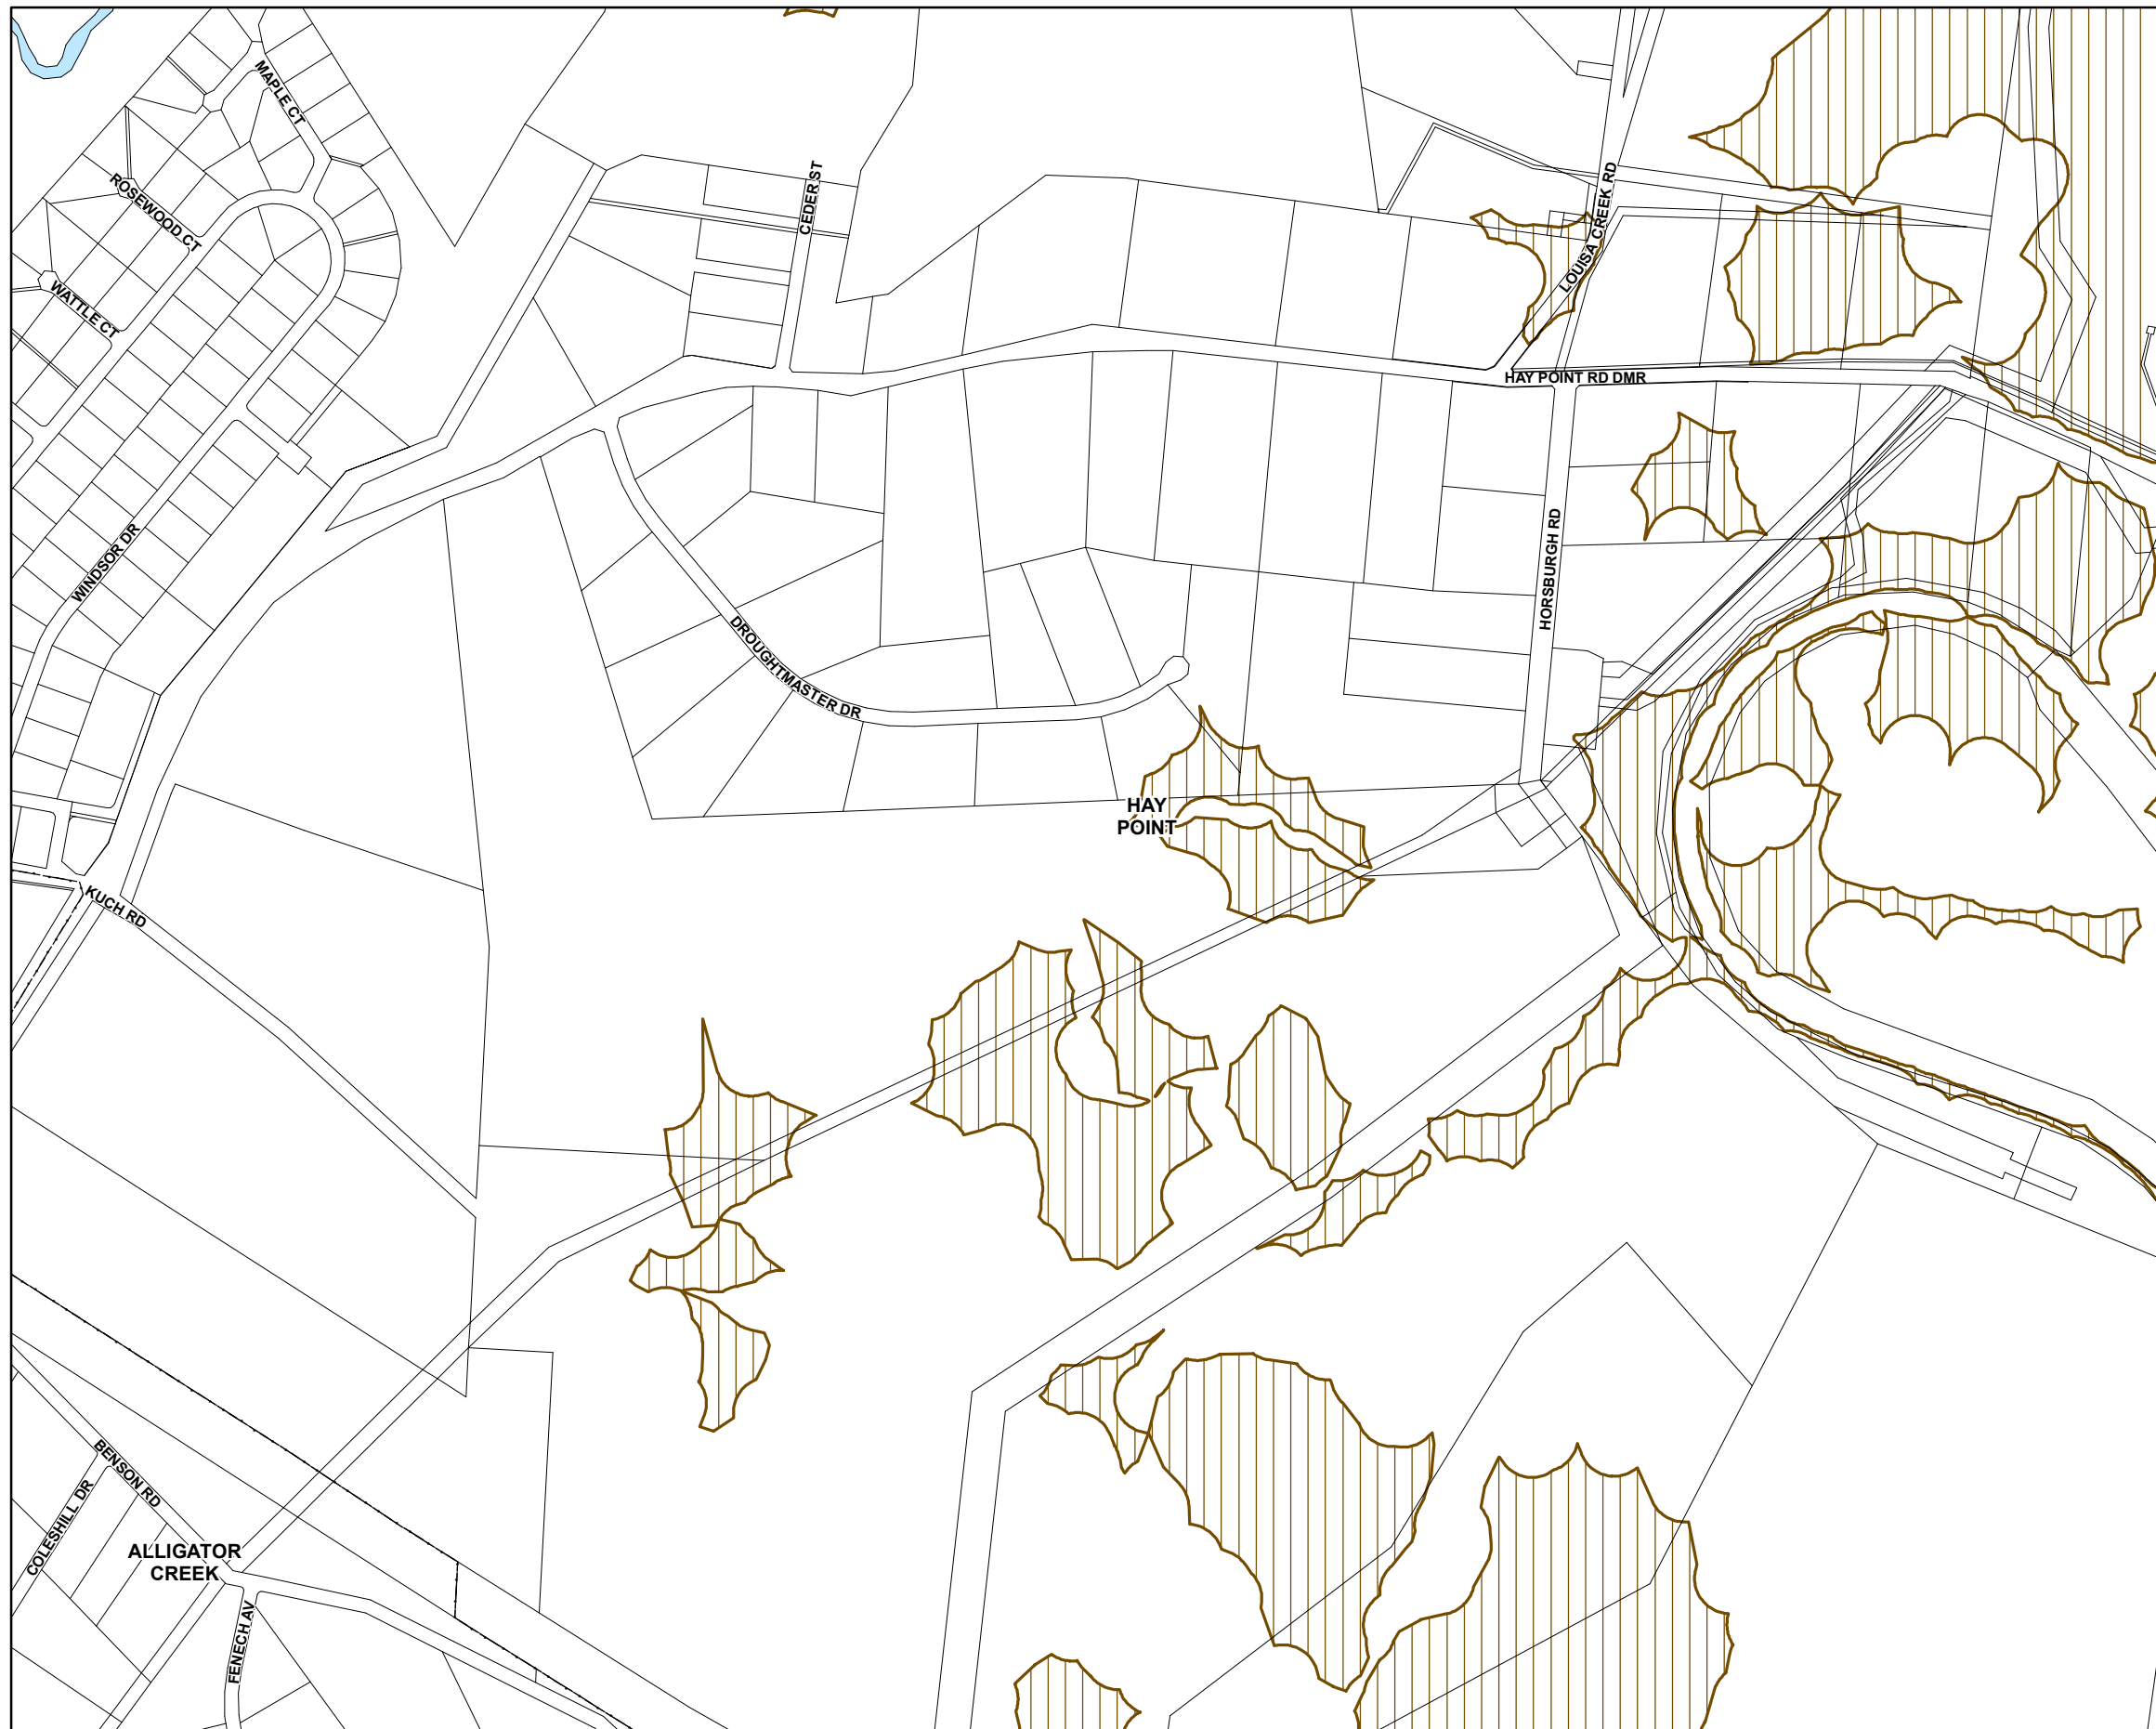 MAPLE CT
ROSEWOOD CT
CEDER ST
LOUISA CREEK RD
WATTLE CT
HAY POINT RD DMR
WINDSOR DR
HORSBURGH RD
DROUGHTMASTER DR
HAY
POINT
KUCH RD
BENSON RD
COLESHILL DR
ALLIGATOR
CREEK
FENECH AV